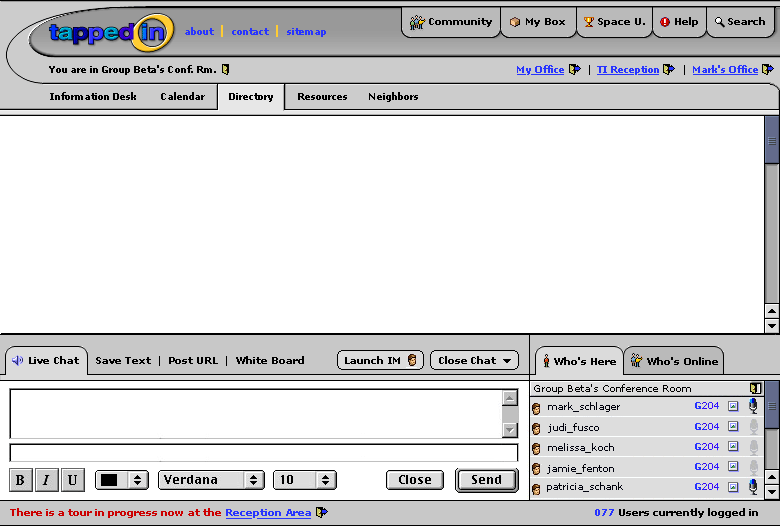 tapped in about contact sitemap Community My Box Space U. Help Search
You are in Group Beta's Conf. Rm. My Office | TI Reception | Mark's Office
Information Desk Calendar Directory Resources Neighbors
Live Chat Save Text | Post URL | White Board Launch IM Close Chat Who's Here Who's Online
Group Beta's Conference Room
mark_schlager G204
judi_fusco G204
melissa_koch G204
jamie_fenton G204
patricia_schank G204
B I U Verdana 10 Close Send
There is a tour in progress now at the Reception Area 077 Users currently logged in